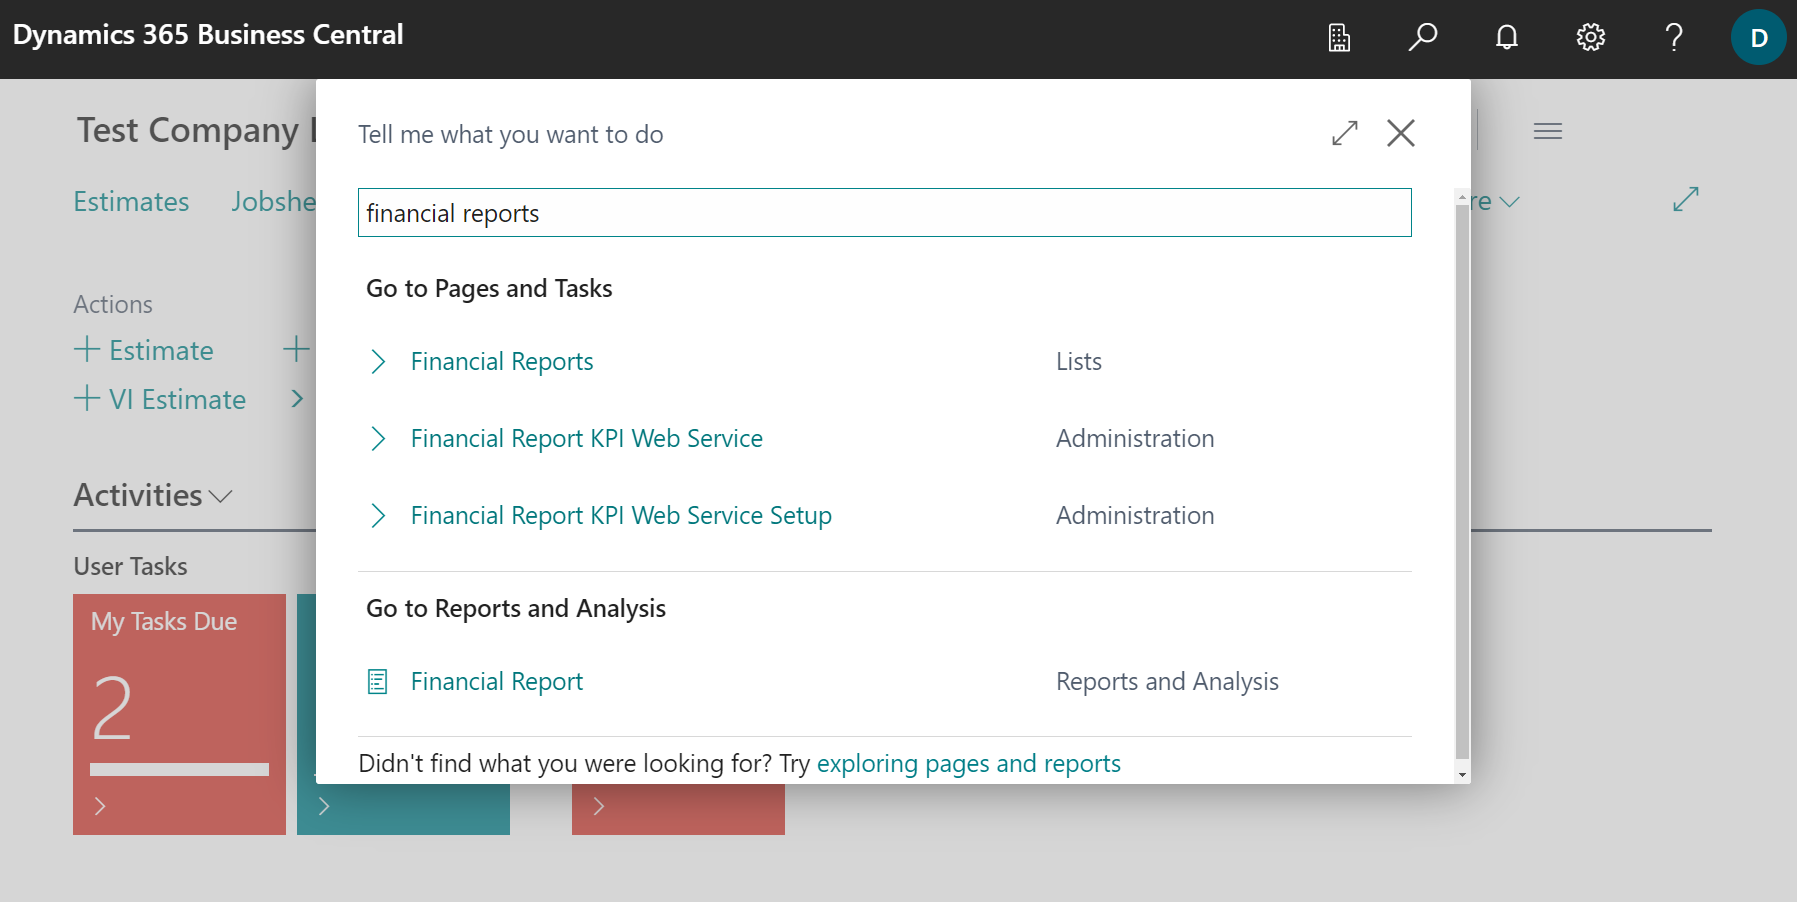 Dynamics 365 Business Central
D
Test Company
Tell me what you want to do
Estimates
financial reports
Go to Pages and Tasks
Actions
Estimate
Financial Reports Lists
VI Estimate
Financial Report KPI Web Service Administration
Activities
Financial Report KPI Web Service Setup Administration
User Tasks
Go to Reports and Analysis
My Tasks Due
2
Financial Report Reports and Analysis
Didn't find what you were looking for? Try exploring pages and reports